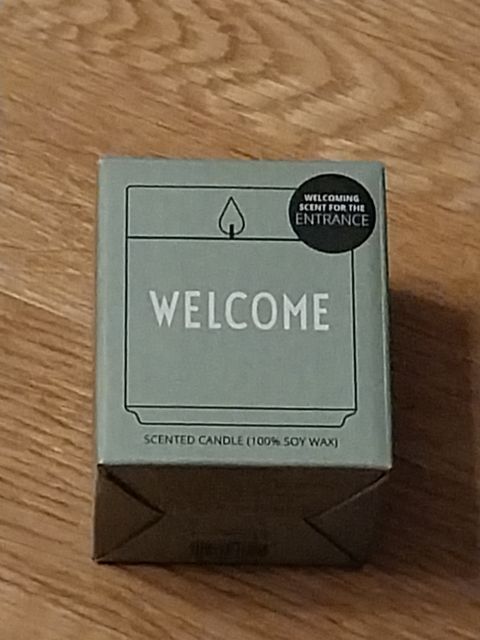 WELCOMING
SCENT FOR THE
ENTRANCE
WELCOME
SCENTED CANDLE (100% SOY WAX)